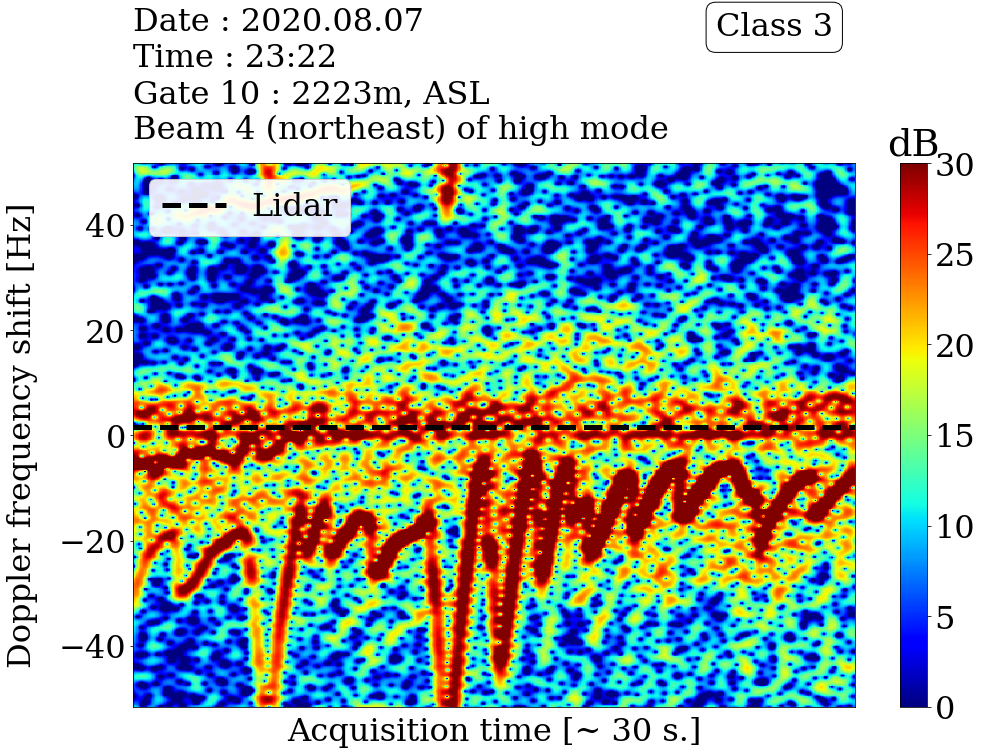 Date : 2020.08.07
Time : 23:22
Gate 10 : 2223m, ASL
Beam 4 (northeast) of high mode
Class 3
dB
Lidar
Doppler frequency shift [Hz]
40
20
0
−20
−40
30
25
20
15
10
5
0
Acquisition time [~ 30 s.]